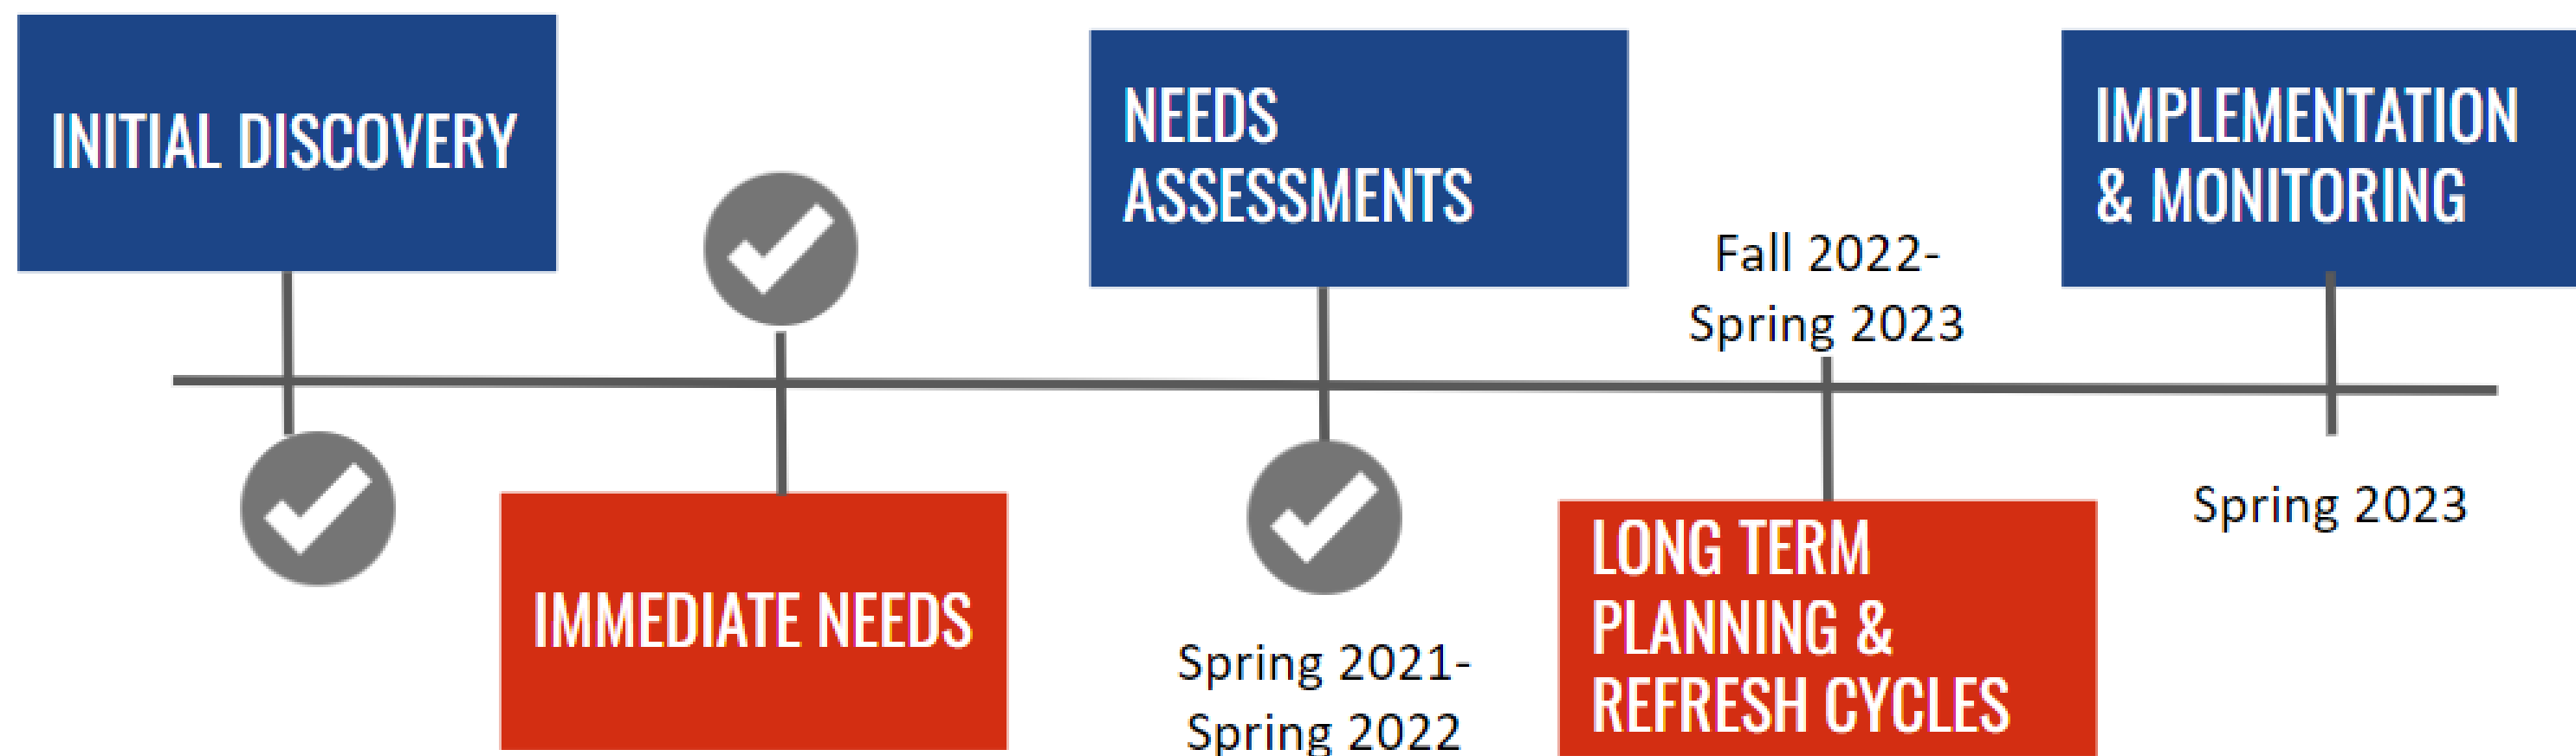 INITIAL DISCOVERY
IMMEDIATE NEEDS
NEEDS
ASSESSMENTS
Spring 2021-
Spring 2022
Fall 2022-
Spring 2023
LONG TERM
PLANNING &
REFRESH CYCLES
IMPLEMENTATION
& MONITORING
Spring 2023